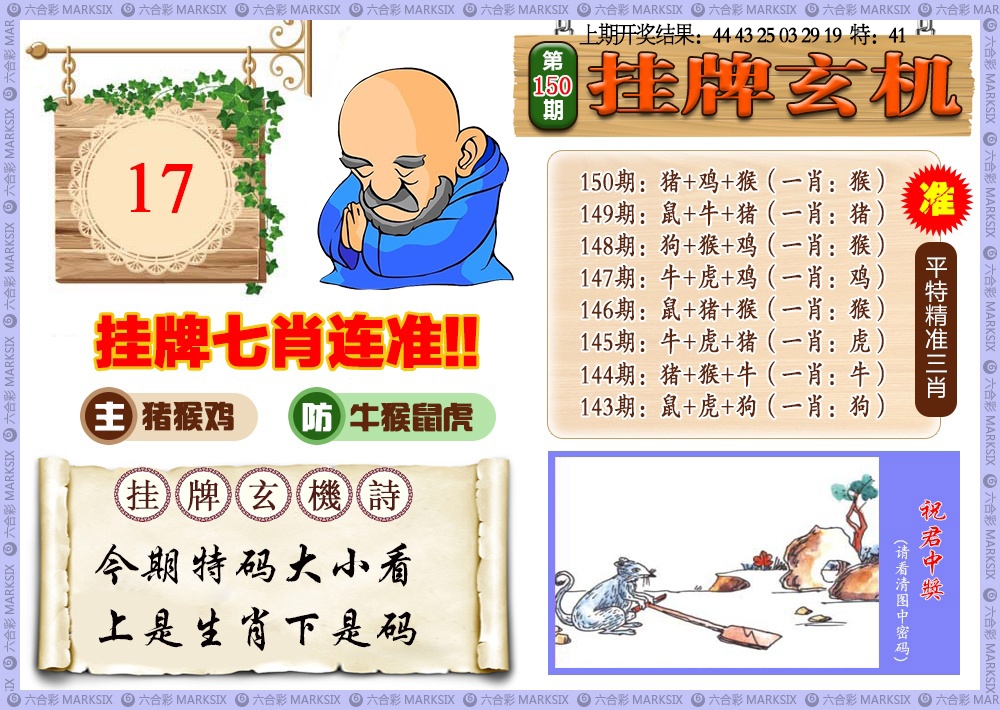 六合彩 MARKSIX
上期开奖结果：44 43 25 03 29 19 特：41
第150期
挂牌玄机
17
挂牌七肖连准!!
主 猪猴鸡
防 牛猴鼠虎
挂牌玄機詩
今期特码大小看
上是生肖下是码
150期：猪+鸡+猴（一肖：猴）
149期：鼠+牛+猪（一肖：猪）
148期：狗+猴+鸡（一肖：猴）
147期：牛+虎+鸡（一肖：鸡）
146期：鼠+猪+猴（一肖：猴）
145期：牛+虎+猪（一肖：虎）
144期：猪+猴+牛（一肖：牛）
143期：鼠+虎+狗（一肖：狗）
准
平特精准三肖
祝君中獎
（请看清图中密码）